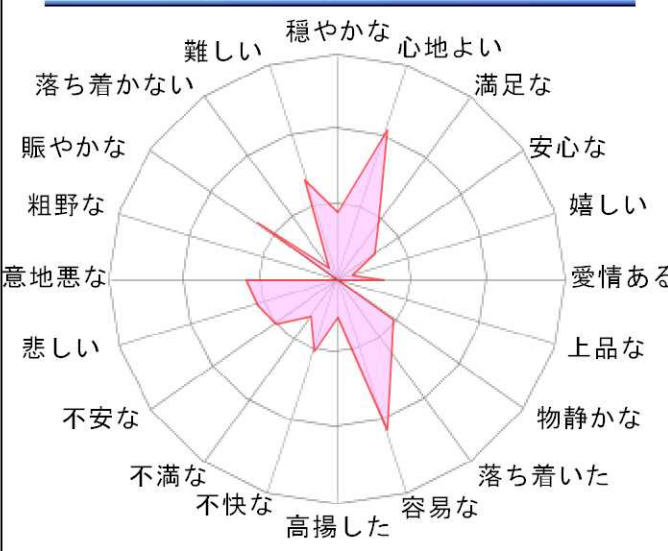 穏やかな
心地よい
満足な
安心な
嬉しい
愛情ある
上品な
物静かな
落ち着いた
容易な
高揚した
不快な
不満な
不安な
悲しい
意地悪な
粗野な
賑やかな
落ち着かない
難しい